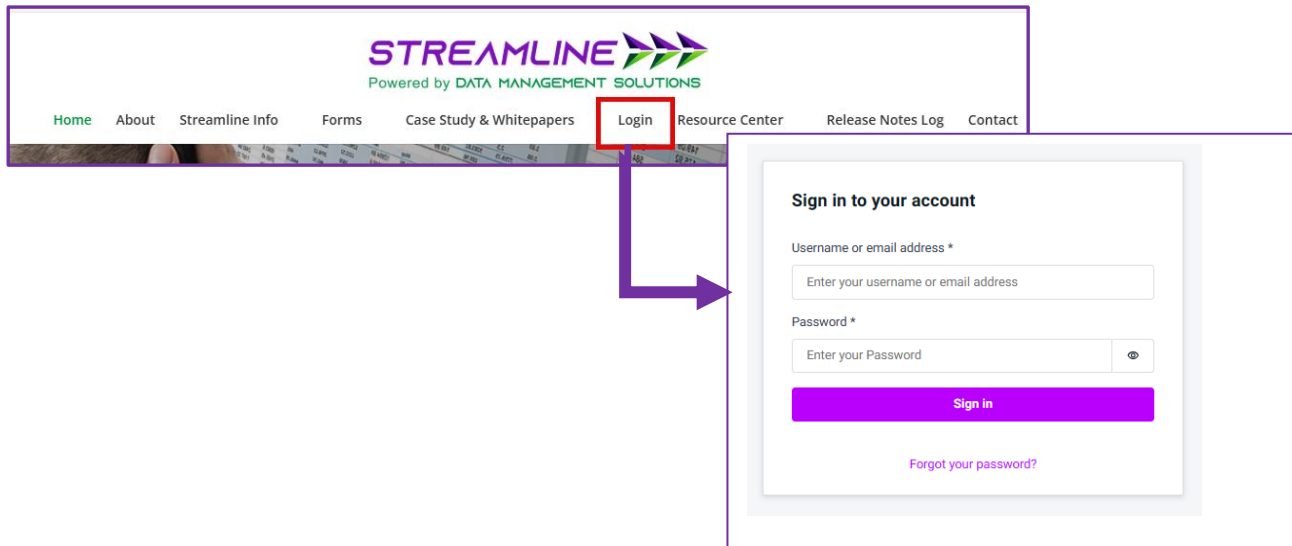 STREAMLINE
Powered by DATA MANAGEMENT SOLUTIONS
Home About Streamline Info Forms Case Study & Whitepapers Login Resource Center Release Notes Log Contact
Sign in to your account
Username or email address *
Enter your username or email address
Password *
Enter your Password
Sign in
Forgot your password?